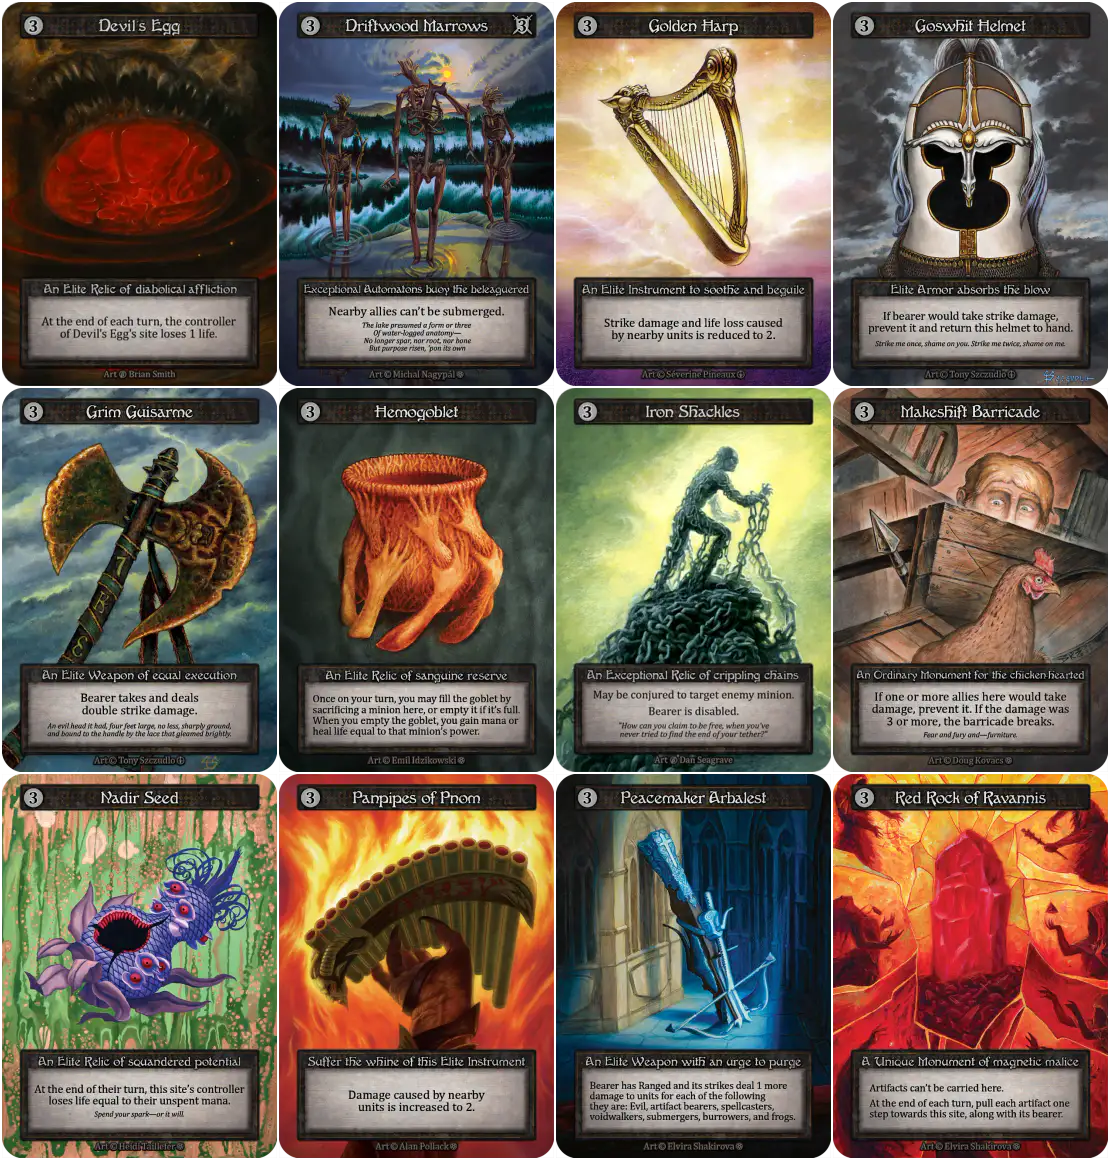 3 Devil's Egg
An Elite Relic of diabolical affliction
At the end of each turn, the controller
of Devil's Egg's site loses 1 life.
Art Brian Smith
3 Driftwood Marrows 3
Exceptional Automatons buoy the beleaguered
Nearby allies can't be submerged.
The lake presumed a form or three
Of water-logged anatomy—
No longer spar, nor root, nor bone
But purpose risen, 'pon its own
Art © Michal Nagypál
3 Golden Harp
An Elite Instrument to soothe and beguile
Strike damage and life loss caused
by nearby units is reduced to 2.
Art © Séverine Pineaux
3 Goswhit Helmet
Elite Armor absorbs the blow
If bearer would take strike damage,
prevent it and return this helmet to hand.
Strike me once, shame on you. Strike me twice, shame on me.
Art © Tony Szczudlo
3 Grim Guisarme
An Elite Weapon of equal execution
Bearer takes and deals
double strike damage.
An evil head it had, four feet large, no less, sharply ground,
and bound to the handle by the lace that gleamed brightly.
Art © Tony Szczudlo
3 Hemogoblet
An Elite Relic of sanguine reserve
Once on your turn, you may fill the goblet by
sacrificing a minion here, or empty it if it's full.
When you empty the goblet, you gain mana or
heal life equal to that minion's power.
Art © Emil Idzikowski
3 Iron Shackles
An Exceptional Relic of crippling chains
May be conjured to target enemy minion.
Bearer is disabled.
"How can you claim to be free, when you've
never tried to find the end of your tether?"
Art Dan Seagrave
3 Makeshift Barricade
An Ordinary Monument for the chicken-hearted
If one or more allies here would take
damage, prevent it. If the damage was
3 or more, the barricade breaks.
Fear and fury and—furniture.
Art © Doug Kovacs
3 Nadir Seed
An Elite Relic of squandered potential
At the end of their turn, this site's controller
loses life equal to their unspent mana.
Spend your spark—or it will.
Art © Heidi Taillefer
3 Panpipes of Pnom
Suffer the whine of this Elite Instrument
Damage caused by nearby
units is increased to 2.
Art © Alan Pollack
3 Peacemaker Arbalest
An Elite Weapon with an urge to purge
Bearer has Ranged and its strikes deal 1 more
damage to units for each of the following
they are: Evil, artifact bearers, spellcasters,
voidwalkers, submergers, burrowers, and frogs.
Art © Elvira Shakirova
3 Red Rock of Ravannis
A Unique Monument of magnetic malice
Artifacts can't be carried here.
At the end of each turn, pull each artifact one
step towards this site, along with its bearer.
Art © Elvira Shakirova